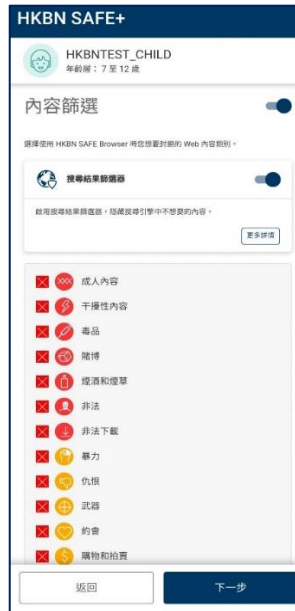 HKBN SAFE+
HKBNTEST_CHILD
年齡層：7 至 12 歲
內容篩選
選擇使用 HKBN SAFE Browser 時您想要封鎖的 Web 內容類別。
搜尋結果篩選器
啟用搜尋結果篩選器，隱藏搜尋引擎中不想要的內容。
更多詳情
成人內容
干擾性內容
毒品
賭博
煙酒和煙草
非法
非法下載
暴力
仇恨
武器
約會
購物和拍賣
返回
下一步